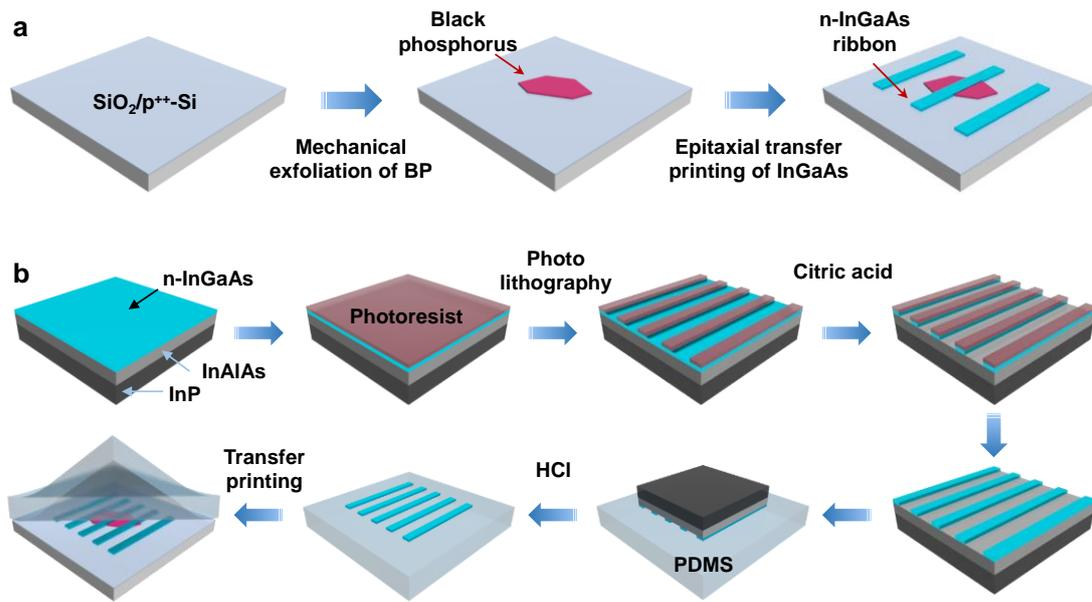 a
SiO₂/p⁺⁺-Si
Mechanical
exfoliation of BP
Black
phosphorus
Epitaxial transfer
printing of InGaAs
n-InGaAs
ribbon
b
n-InGaAs
InAlAs
InP
Photoresist
Photo
lithography
Citric acid
PDMS
HCl
Transfer
printing